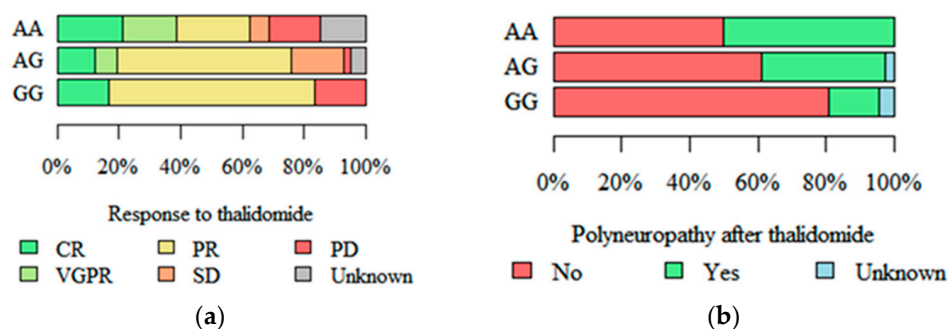 AA
AG
GG
0% 20% 40% 60% 80% 100%
Response to thalidomide
CR PR PD
VGPR SD Unknown
(a)
AA
AG
GG
0% 20% 40% 60% 80% 100%
Polyneuropathy after thalidomide
No Yes Unknown
(b)